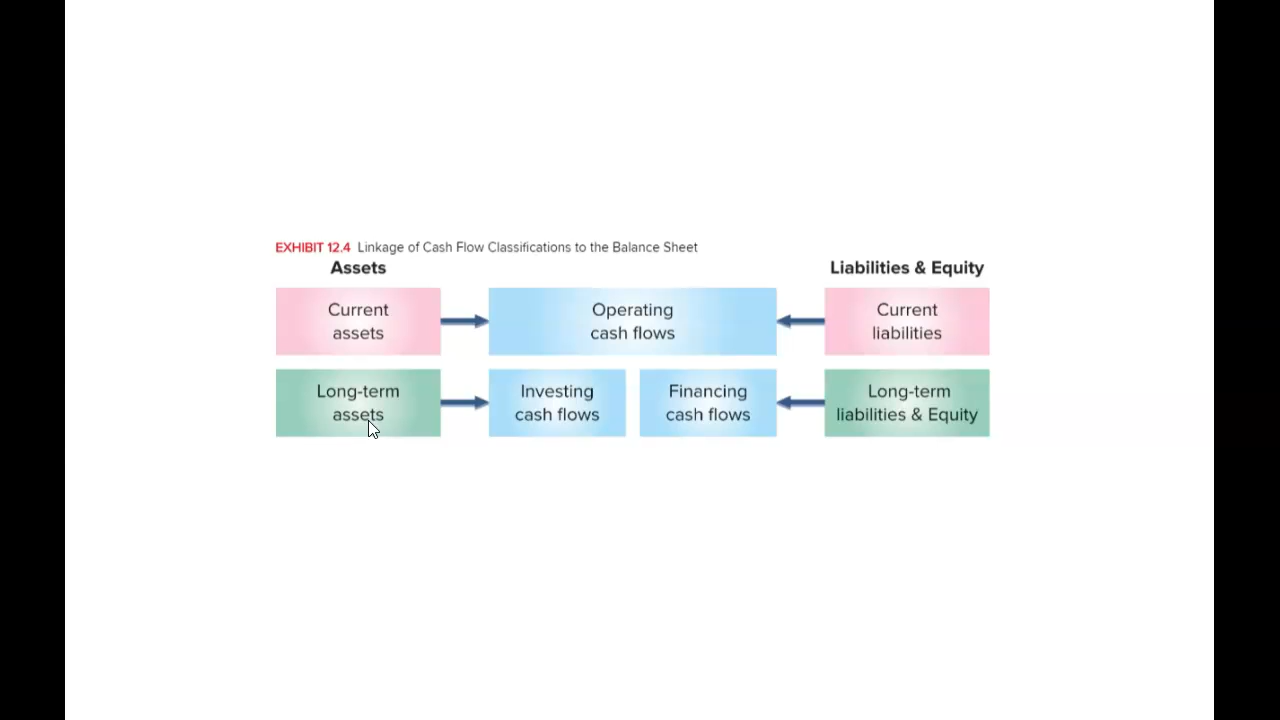 EXHIBIT 12.4 Linkage of Cash Flow Classifications to the Balance Sheet
Assets
Liabilities & Equity
Current
assets
Operating
cash flows
Current
liabilities
Long-term
assets
Investing
cash flows
Financing
cash flows
Long-term
liabilities & Equity